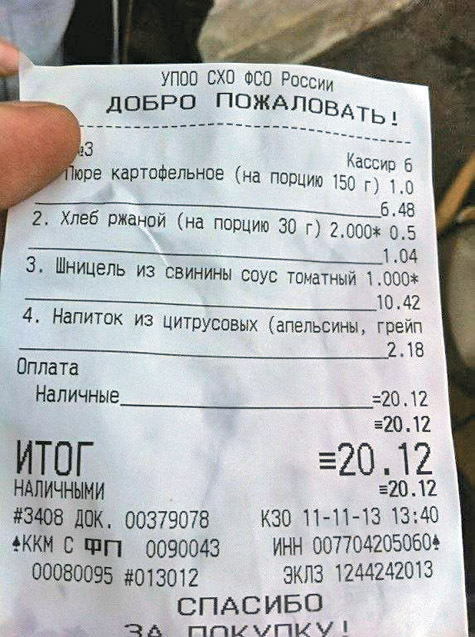 УПОО СХО ФСО России
ДОБРО ПОЖАЛОВАТЬ!
№3 Кассир 6
Пюре картофельное (на порцию 150 г) 1.0
6.48
2. Хлеб ржаной (на порцию 30 г) 2.000* 0.5
1.04
3. Шницель из свинины соус томатный 1.000*
10.42
4. Напиток из цитрусовых (апельсины, грейп
2.18
Оплата
Наличные =20.12
≡20.12
ИТОГ ≡20.12
НАЛИЧНЫМИ ≡20.12
#3408 ДОК. 00379078 К30 11-11-13 13:40
♠ККМ С ФП 0090043 ИНН 007704205060♠
00080095 #013012 ЭКЛЗ 1244242013
СПАСИБО
ЗА ПОКУПКУ!